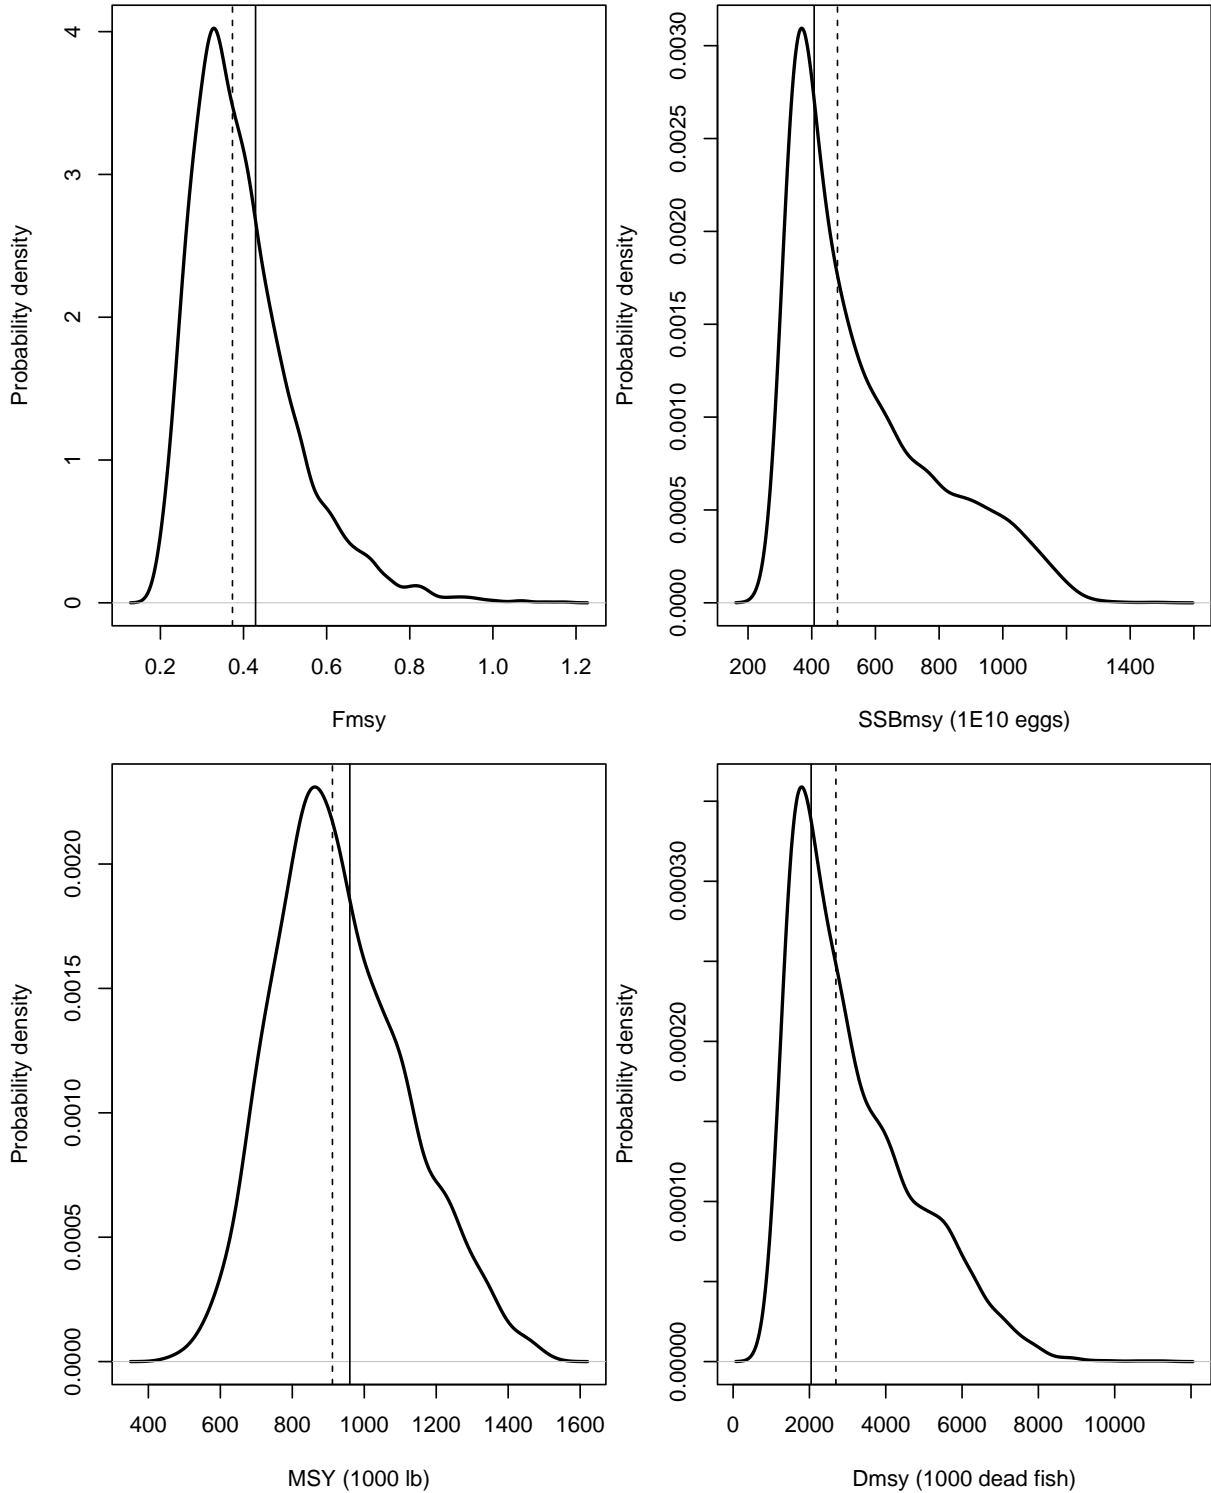 Probability density
4
3
2
1
0
0.2 0.4 0.6 0.8 1.0 1.2
Fmsy
Probability density
0.0030
0.0025
0.0020
0.0015
0.0010
0.0005
0.0000
200 400 600 800 1000 1400
SSBmsy (1E10 eggs)
Probability density
0.0020
0.0015
0.0010
0.0005
0.0000
400 600 800 1000 1200 1400 1600
MSY (1000 lb)
Probability density
0.00030
0.00020
0.00010
0.00000
0 2000 4000 6000 8000 10000
Dmsy (1000 dead fish)